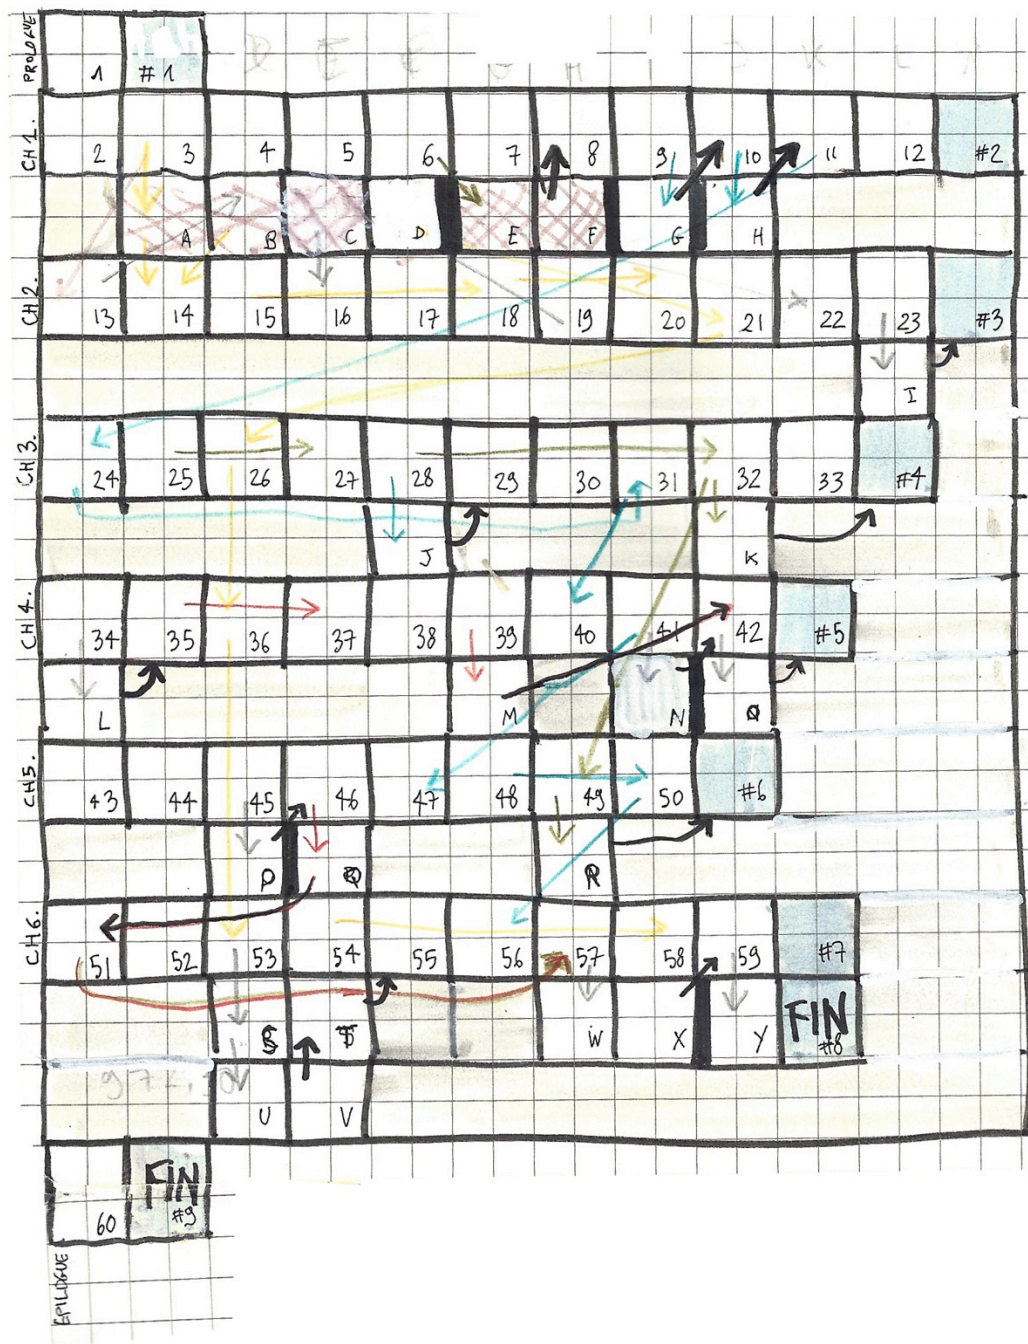 PROLOGUE 1 #1
CH 1. 2 3 4 5 6 7 8 9 10 11 12 #2
A B C D E F G H
CH 2. 13 14 15 16 17 18 19 20 21 22 23 #3
I
CH 3. 24 25 26 27 28 29 30 31 32 33 #4
J K
CH 4. 34 35 36 37 38 39 40 41 42 #5
L M N O
CH 5. 43 44 45 46 47 48 49 50 #6
P Q R
CH 6. 51 52 53 54 55 56 57 58 59 #7
S T W X Y FIN #8
U V
60 FIN #9
EPILOGUE